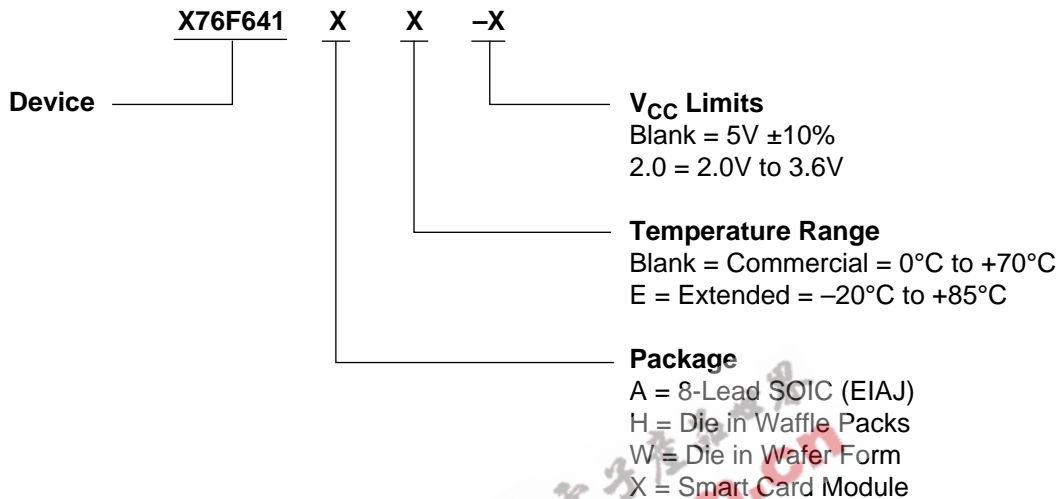 X76F641 X X –X
Device
VCC Limits
Blank = 5V ±10%
2.0 = 2.0V to 3.6V
Temperature Range
Blank = Commercial = 0°C to +70°C
E = Extended = –20°C to +85°C
Package
A = 8-Lead SOIC (EIAJ)
H = Die in Waffle Packs
W = Die in Wafer Form
X = Smart Card Module